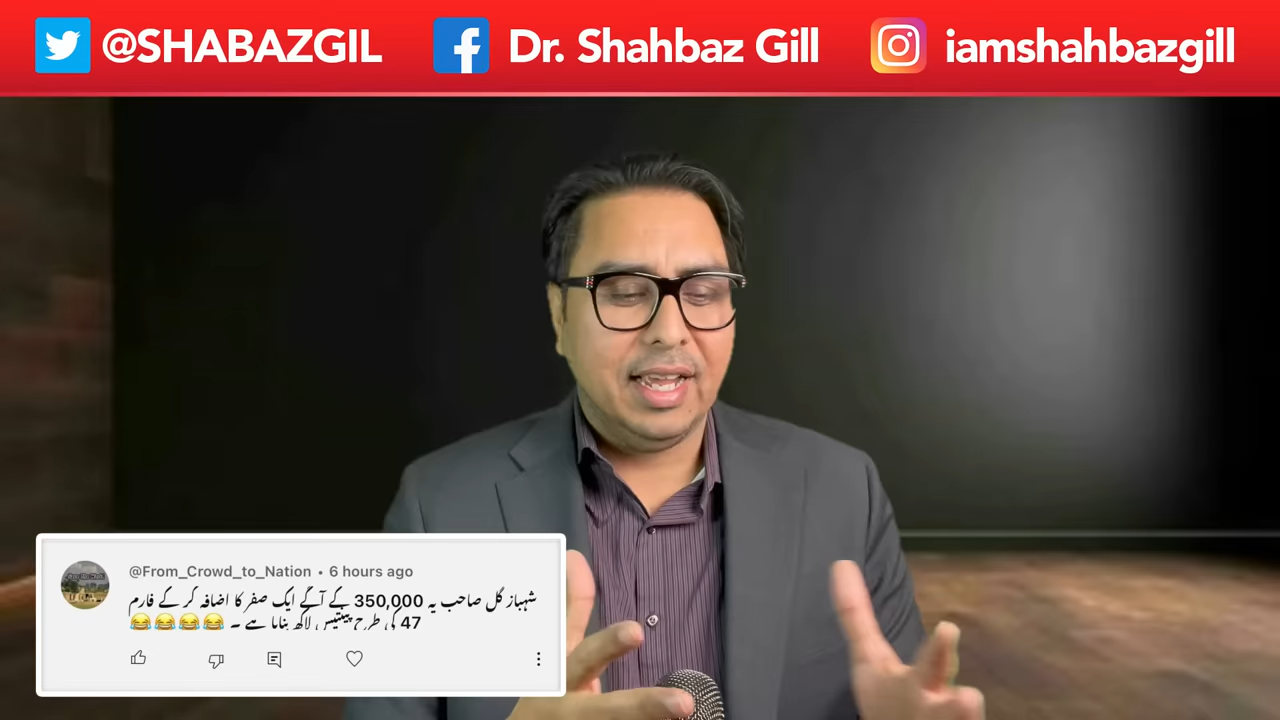 @SHABAZGIL
Dr. Shahbaz Gill
iamshahbazgill
@From_Crowd_to_Nation • 6 hours ago
شہباز گل صاحب یہ 350,000 کے آگے ایک صفر کا اضافہ کر کے فارم
47 کی طرح پینتیس لاکھ بنایا ہے ۔ 😂😂😂😂